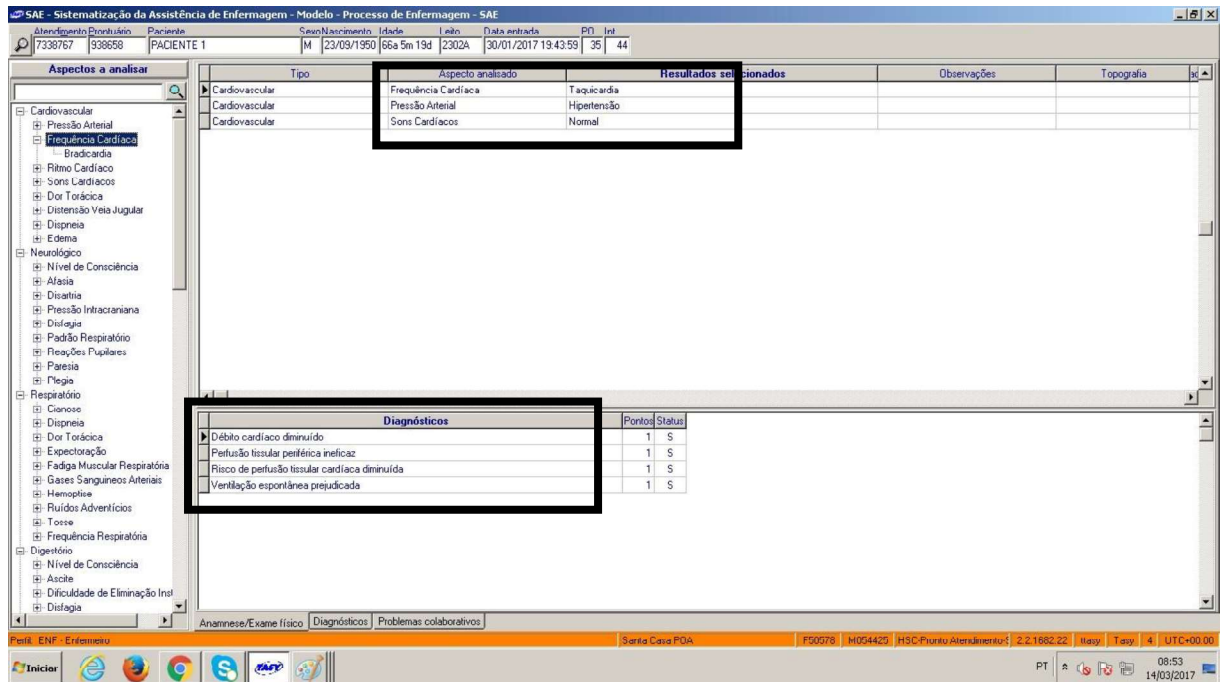 SAE - Sistematização da Assistência de Enfermagem - Modelo - Processo de Enfermagem - SAE
Atendimento Prontuário Paciente Sexo Nascimento Idade Leito Data entrada PO Int
7338767 938658 PACIENTE 1 M 23/09/1950 66a 5m 19d 2302A 30/01/2017 19:43:59 35 44
Aspectos a analisar
Cardiovascular
Pressão Arterial
Frequência Cardíaca
Bradicardia
Ritmo Cardíaco
Sons Cardíacos
Dor Torácica
Distensão Veia Jugular
Dispneia
Edema
Neurológico
Nível de Consciência
Afasia
Disartria
Pressão Intracraniana
Disfagia
Padrão Respiratório
Reações Pupilares
Paresia
Plegia
Respiratório
Cianose
Dispneia
Dor Torácica
Expectoração
Fadiga Muscular Respiratória
Gases Sanguineos Arteriais
Hemoptise
Ruídos Adventícios
Tosse
Frequência Respiratória
Digestório
Nível de Consciência
Ascite
Dificuldade de Eliminação Inst
Disfagia
Tipo Aspecto analisado Resultados selecionados Observações Topografia
Cardiovascular Frequência Cardíaca Taquicardia
Cardiovascular Pressão Arterial Hipertensão
Cardiovascular Sons Cardíacos Normal
Diagnósticos Pontos Status
Débito cardíaco diminuído 1 S
Perfusão tissular periférica ineficaz 1 S
Risco de perfusão tissular cardíaca diminuída 1 S
Ventilação espontânea prejudicada 1 S
Anamnese/Exame físico Diagnósticos Problemas colaborativos
Perfil: ENF - Enfermeiro Santa Casa POA F50578 M054425 HSC-Pronto Atendimento-S 2.2.1682.22 Tasy 4 UTC+00:00
Iniciar TASY PT 08:53
14/03/2017